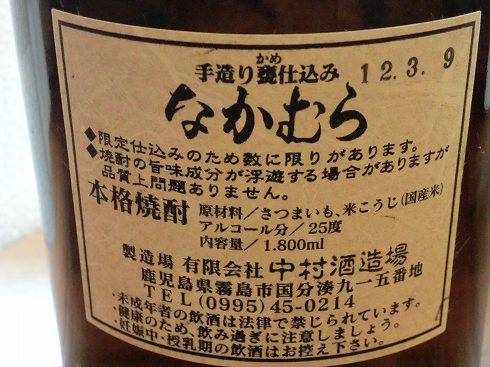 手造り甕仕込み 12.3.9
かめ
なかむら
◆限定仕込みのため数に限りがあります。
◆焼酎の旨味成分が浮遊する場合がありますが
品質上問題ありません。
本格焼酎
原材料/さつまいも、米こうじ(国産米)
アルコール分/25度
内容量/1.800ml
製造場 有限会社 中村酒造場
鹿児島県霧島市国分湊九一五番地
TEL(0995)45-0214
・未成年者の飲酒は法律で禁じられています。
・健康のため、飲み過ぎに注意しましょう。
・妊娠中・授乳期の飲酒はお控え下さい。